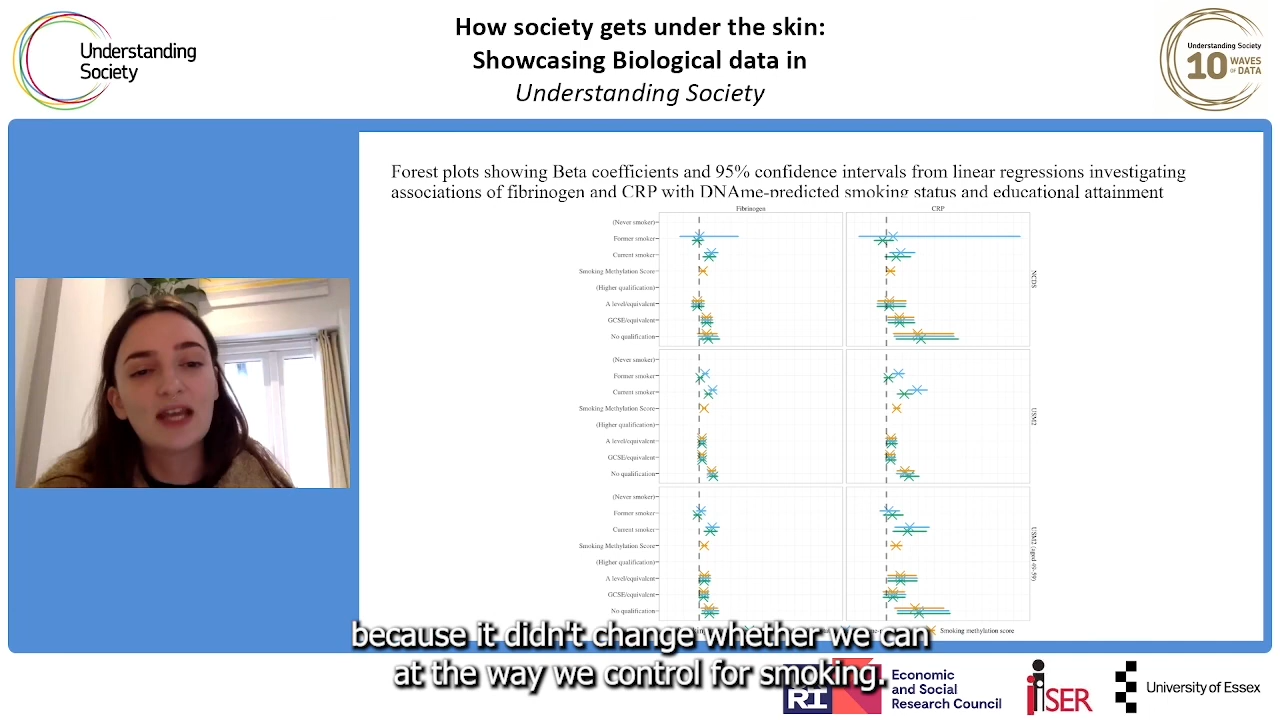 Understanding
Society
How society gets under the skin:
Showcasing Biological data in
Understanding Society
Understanding Society
10 WAVES
OF DATA
Forest plots showing Beta coefficients and 95% confidence intervals from linear regressions investigating
associations of fibrinogen and CRP with DNAme-predicted smoking status and educational attainment
Fibrinogen
CRP
(Never smoker)
Former smoker
Current smoker
Smoking Methylation Score
(Higher qualification)
A level/equivalent
GCSE/equivalent
No qualification
NCDS
(Never smoker)
Former smoker
Current smoker
Smoking Methylation Score
(Higher qualification)
A level/equivalent
GCSE/equivalent
No qualification
(Never smoker)
Former smoker
Current smoker
Smoking Methylation Score
(Higher qualification)
A level/equivalent
GCSE/equivalent
No qualification
Smoking methylation score
because it didn't change whether we can
at the way we control for smoking.
Economic
and Social
Research Council
ISER
University of Essex